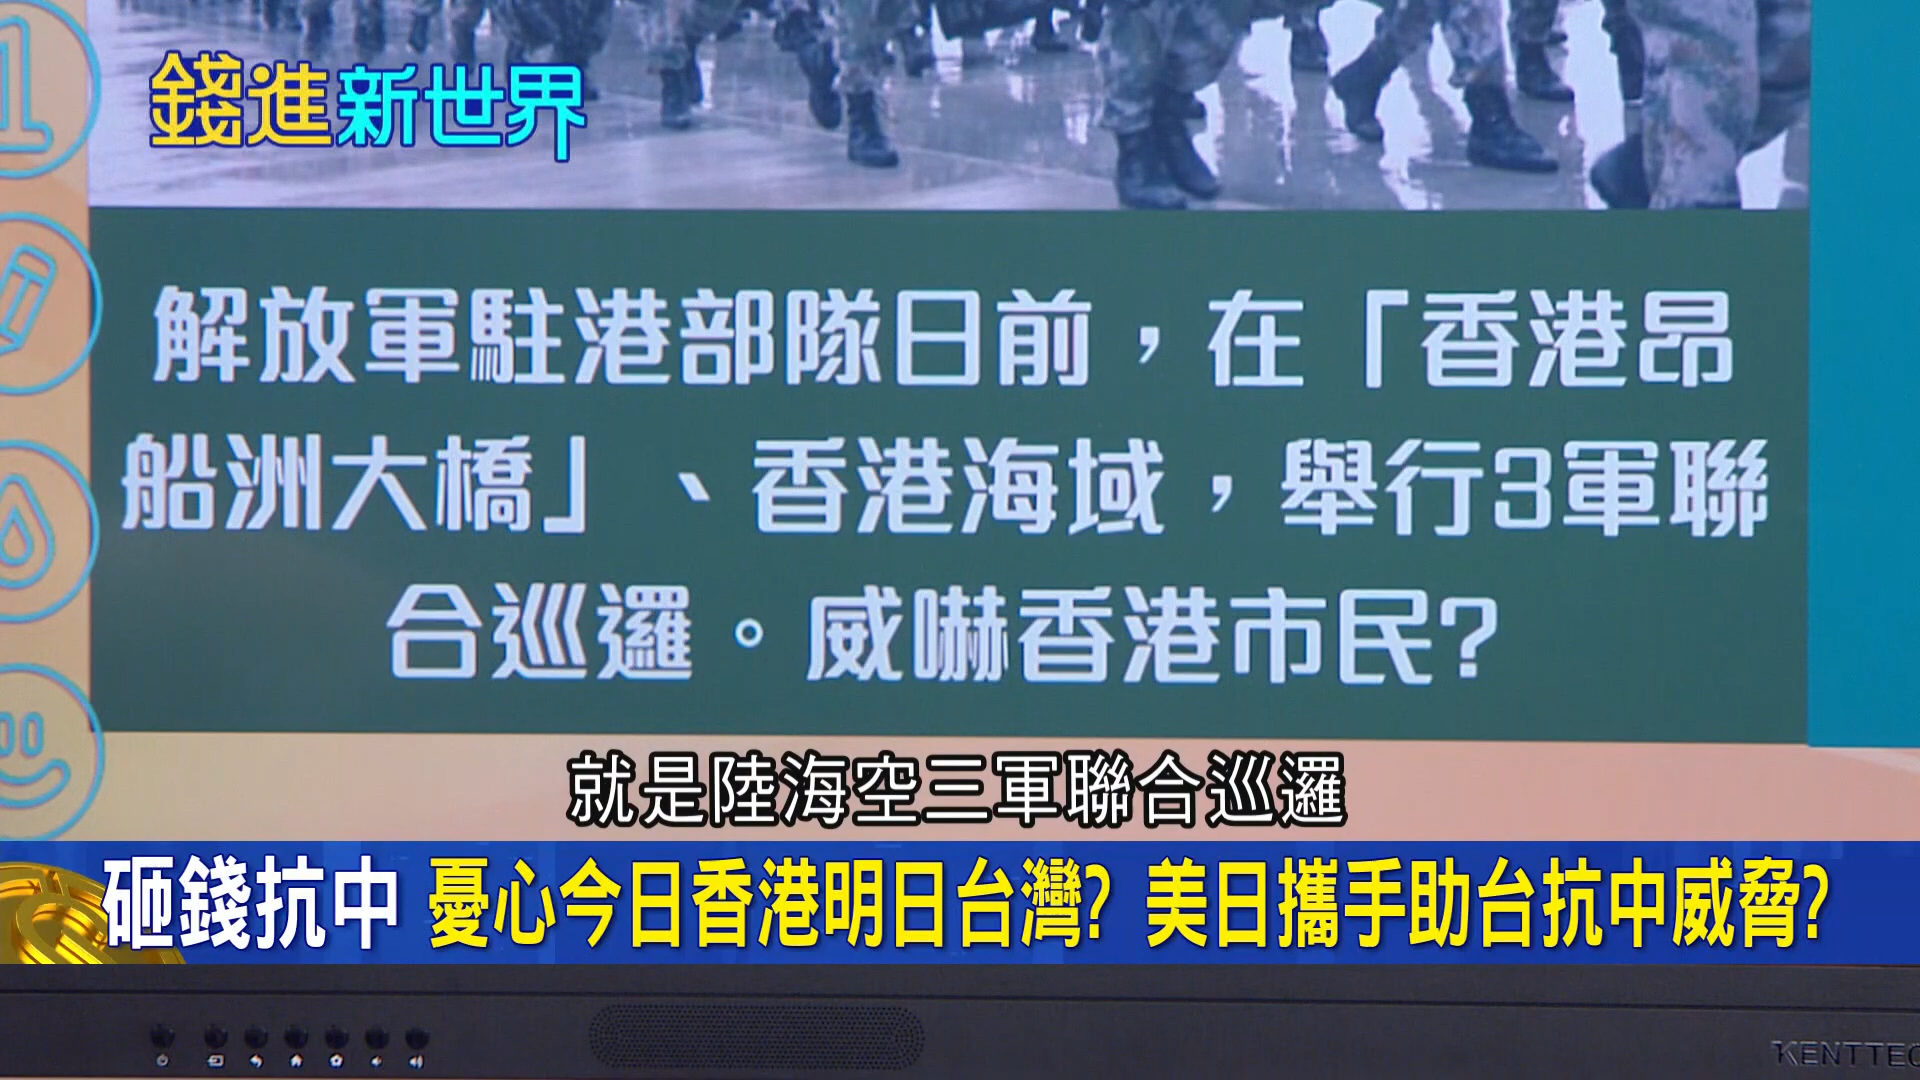 錢進新世界
解放軍駐港部隊日前，在「香港昂
船洲大橋」、香港海域，舉行3軍聯
合巡邏。威嚇香港市民?
就是陸海空三軍聯合巡邏
砸錢抗中 憂心今日香港明日台灣? 美日攜手助台抗中威脅?
KENTTEC